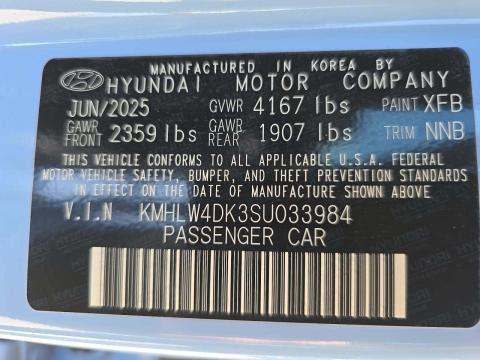 MANUFACTURED IN KOREA BY
HYUNDAI MOTOR COMPANY
JUN/2025 GVWR 4167 lbs PAINT XFB
GAWR FRONT 2359 lbs GAWR REAR 1907 lbs TRIM NNB
THIS VEHICLE CONFORMS TO ALL APPLICABLE U.S.A. FEDERAL
MOTOR VEHICLE SAFETY, BUMPER, AND THEFT PREVENTION STANDARDS
IN EFFECT ON THE DATE OF MANUFACTURE SHOWN ABOVE
V.I.N KMHLW4DK3SU033984
PASSENGER CAR